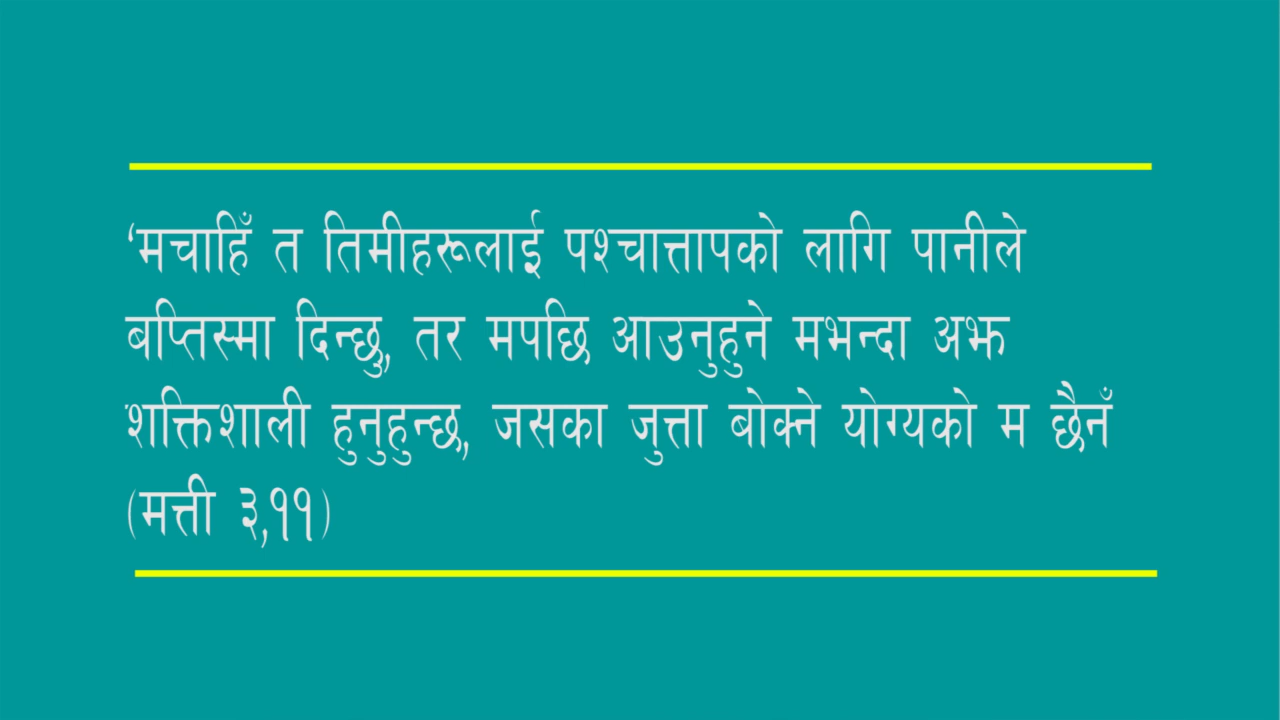 ‘मचाहिँ त तिमीहरूलाई पश्चात्तापको लागि पानीले
बप्तिस्मा दिन्छु, तर मपछि आउनुहुने मभन्दा अझ
शक्तिशाली हुनुहुन्छ, जसका जुत्ता बोक्ने योग्यको म छैनँ
(मत्ती ३,११)